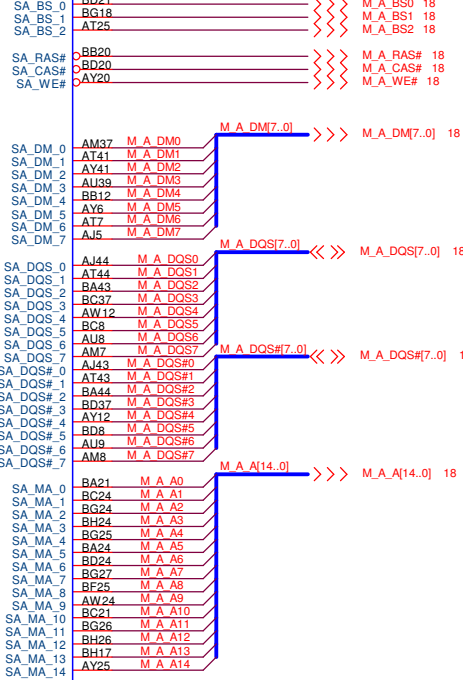 SA_BS_0 BD21 M_A_BS0 18
SA_BS_1 BG18 M_A_BS1 18
SA_BS_2 AT25 M_A_BS2 18
SA_RAS# BB20 M_A_RAS# 18
SA_CAS# BD20 M_A_CAS# 18
SA_WE# AY20 M_A_WE# 18
M_A_DM[7..0] M_A_DM[7..0] 18
SA_DM_0 AM37 M_A_DM0
SA_DM_1 AT41 M_A_DM1
SA_DM_2 AY41 M_A_DM2
SA_DM_3 AU39 M_A_DM3
SA_DM_4 BB12 M_A_DM4
SA_DM_5 AY6 M_A_DM5
SA_DM_6 AT7 M_A_DM6
SA_DM_7 AJ5 M_A_DM7
M_A_DQS[7..0] M_A_DQS[7..0] 18
SA_DQS_0 AJ44 M_A_DQS0
SA_DQS_1 AT44 M_A_DQS1
SA_DQS_2 BA43 M_A_DQS2
SA_DQS_3 BC37 M_A_DQS3
SA_DQS_4 AW12 M_A_DQS4
SA_DQS_5 BC8 M_A_DQS5
SA_DQS_6 AU8 M_A_DQS6
SA_DQS_7 AM7 M_A_DQS7
M_A_DQS#[7..0] M_A_DQS#[7..0] 1
SA_DQS#_0 AJ43 M_A_DQS#0
SA_DQS#_1 AT43 M_A_DQS#1
SA_DQS#_2 BA44 M_A_DQS#2
SA_DQS#_3 BD37 M_A_DQS#3
SA_DQS#_4 AY12 M_A_DQS#4
SA_DQS#_5 BD8 M_A_DQS#5
SA_DQS#_6 AU9 M_A_DQS#6
SA_DQS#_7 AM8 M_A_DQS#7
M_A_A[14..0] M_A_A[14..0] 18
SA_MA_0 BA21 M_A_A0
SA_MA_1 BC24 M_A_A1
SA_MA_2 BG24 M_A_A2
SA_MA_3 BH24 M_A_A3
SA_MA_4 BG25 M_A_A4
SA_MA_5 BA24 M_A_A5
SA_MA_6 BD24 M_A_A6
SA_MA_7 BG27 M_A_A7
SA_MA_8 BF25 M_A_A8
SA_MA_9 AW24 M_A_A9
SA_MA_10 BC21 M_A_A10
SA_MA_11 BG26 M_A_A11
SA_MA_12 BH26 M_A_A12
SA_MA_13 BH17 M_A_A13
SA_MA_14 AY25 M_A_A14